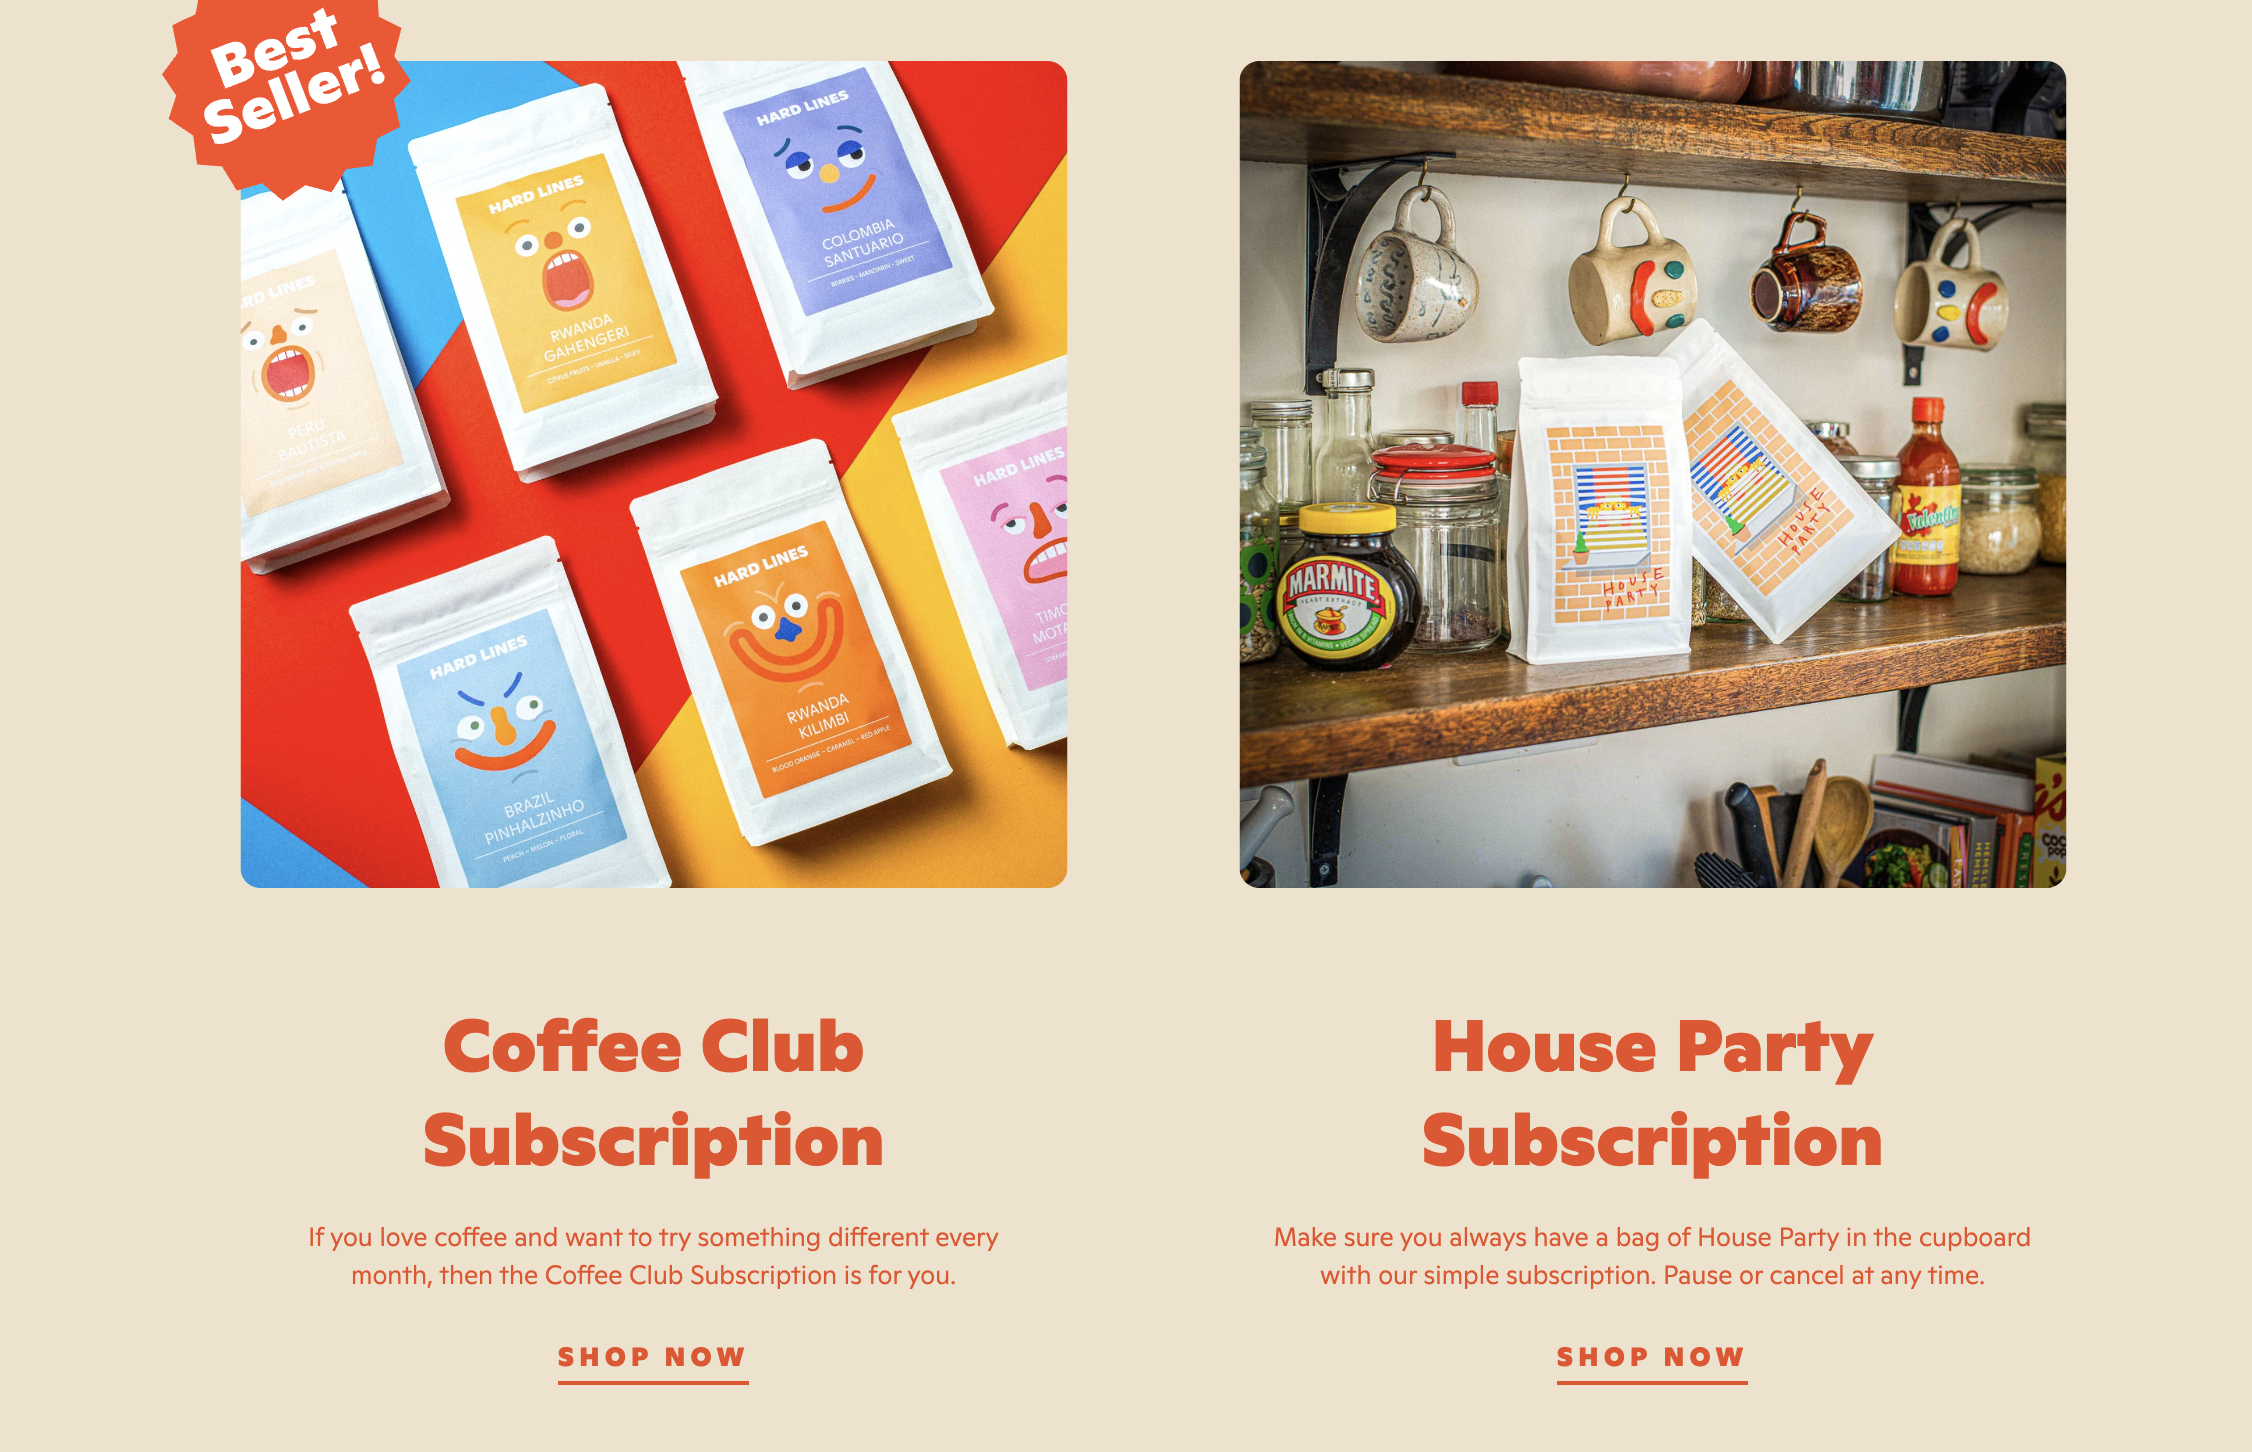 Best
Seller!
HARD LINES
COLOMBIA
SANTUARIO
BERRIES - MANDARIN - SWEET
HARD LINES
RWANDA
GAHENGERI
CITRUS FRUITS - VANILLA - SILKY
LINES
PERU
BAUTISTA
HARD LINES
HARD LINES
RWANDA
KILIMBI
BLOOD ORANGE - CARAMEL - RED APPLE
HARD LINES
BRAZIL
PINHALZINHO
PEACH - MELON - FLORAL
MARMITE
YEAST EXTRACT
HOUSE
PARTY
HOUSE
PARTY
Coffee Club
Subscription
If you love coffee and want to try something different every
month, then the Coffee Club Subscription is for you.
SHOP NOW
House Party
Subscription
Make sure you always have a bag of House Party in the cupboard
with our simple subscription. Pause or cancel at any time.
SHOP NOW